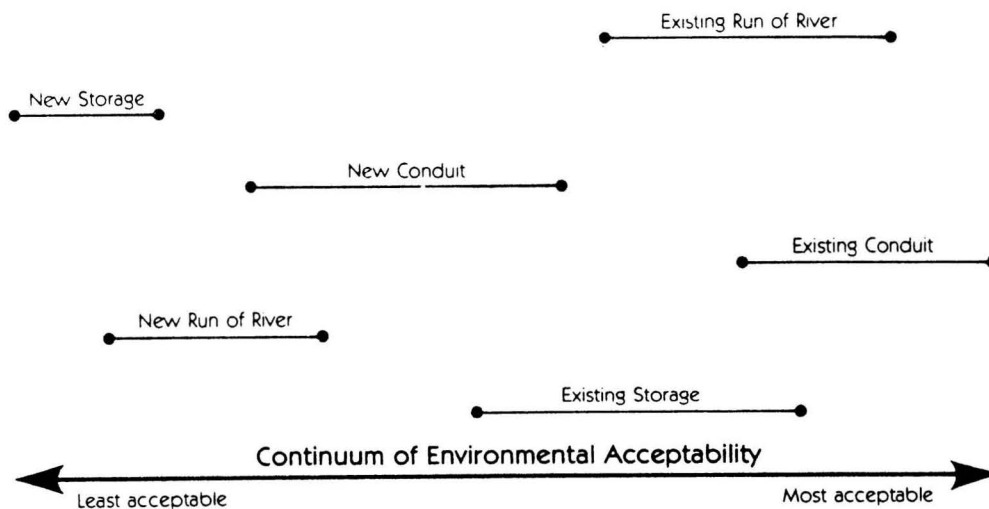 Existing Run of River
New Storage
New Conduit
Existing Conduit
New Run of River
Existing Storage
Continuum of Environmental Acceptability
Least acceptable
Most acceptable